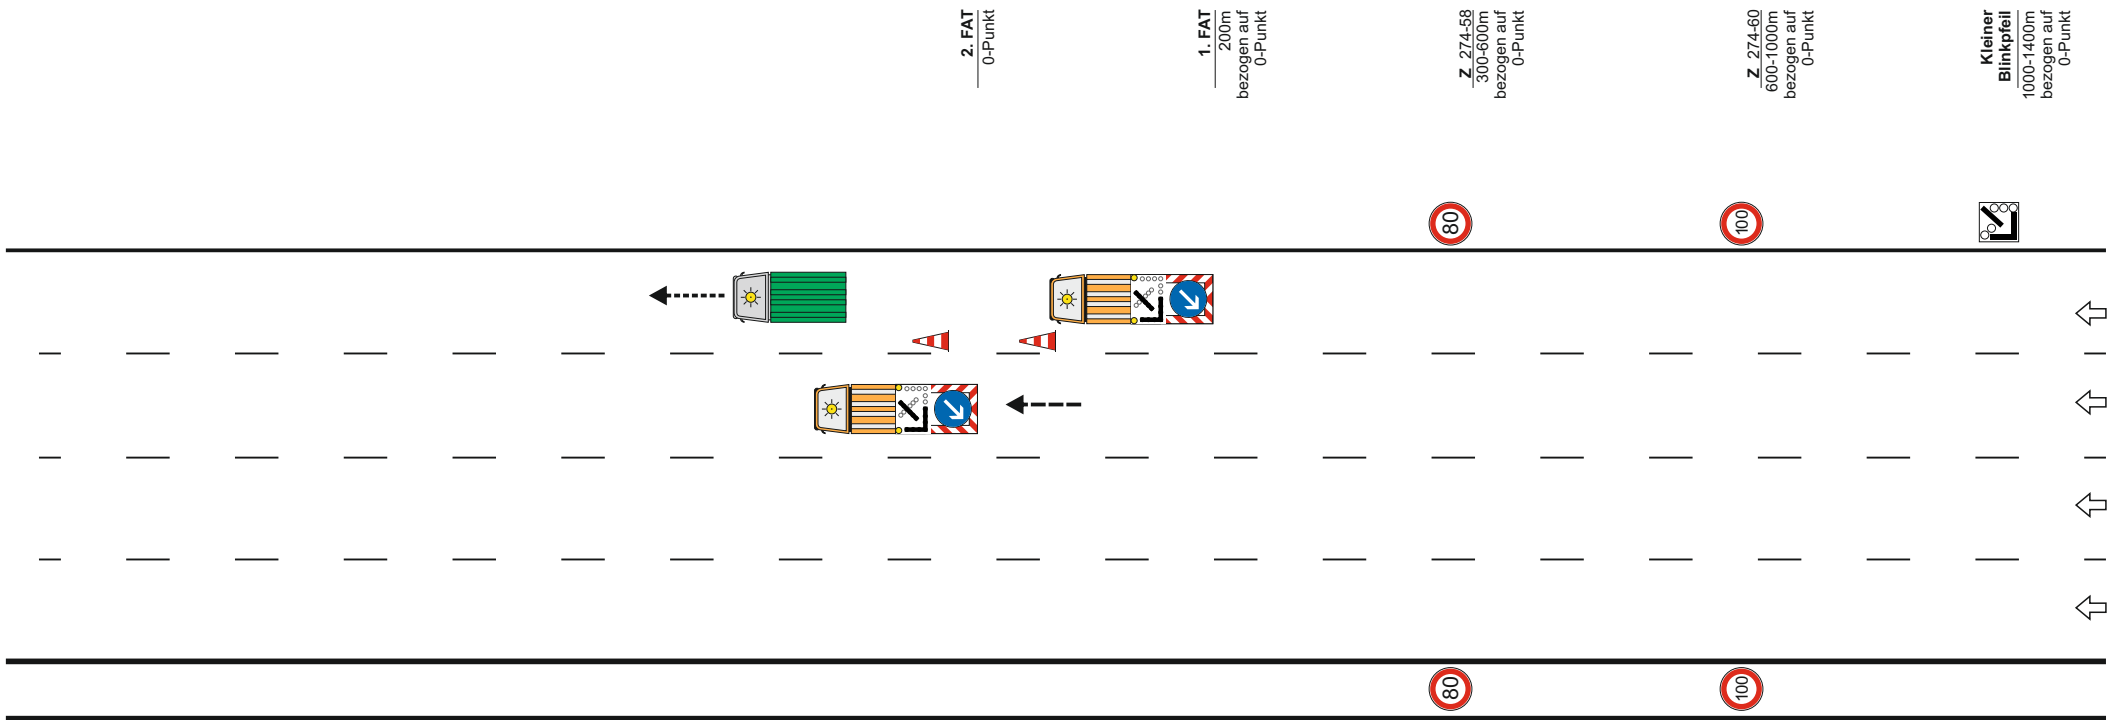 2. FAT
0-Punkt
1. FAT
200m
bezogen auf
0-Punkt
Z 274-58
300-600m
bezogen auf
0-Punkt
Z 274-60
600-1000m
bezogen auf
0-Punkt
Kleiner
Blinkpfeil
1000-1400m
bezogen auf
0-Punkt
80
100
80
100